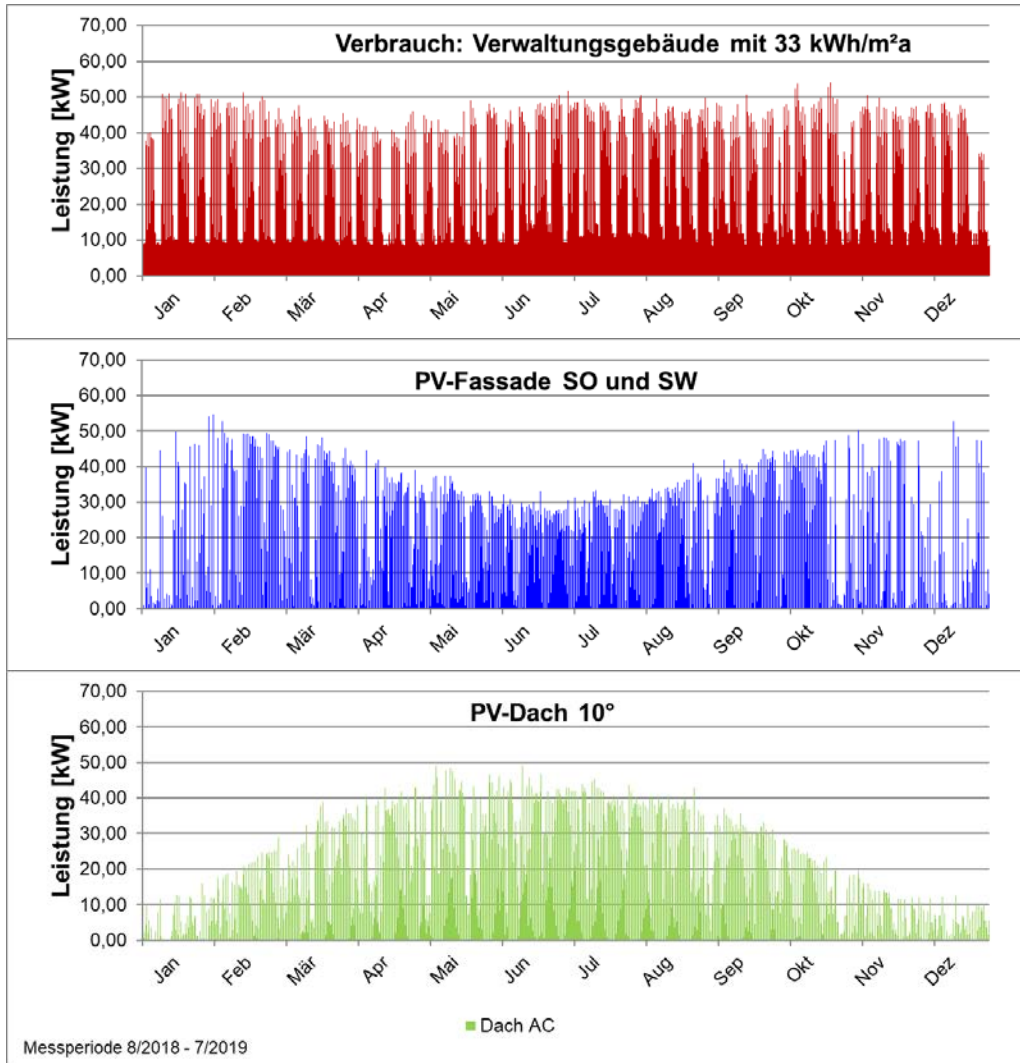 Verbrauch: Verwaltungsgebäude mit 33 kWh/m²a
Leistung [kW]
70,00
60,00
50,00
40,00
30,00
20,00
10,00
0,00
Jan Feb Mär Apr Mai Jun Jul Aug Sep Okt Nov Dez
PV-Fassade SO und SW
Leistung [kW]
70,00
60,00
50,00
40,00
30,00
20,00
10,00
0,00
Jan Feb Mär Apr Mai Jun Jul Aug Sep Okt Nov Dez
PV-Dach 10°
Leistung [kW]
70,00
60,00
50,00
40,00
30,00
20,00
10,00
0,00
Jan Feb Mär Apr Mai Jun Jul Aug Sep Okt Nov Dez
Dach AC
Messperiode 8/2018 - 7/2019